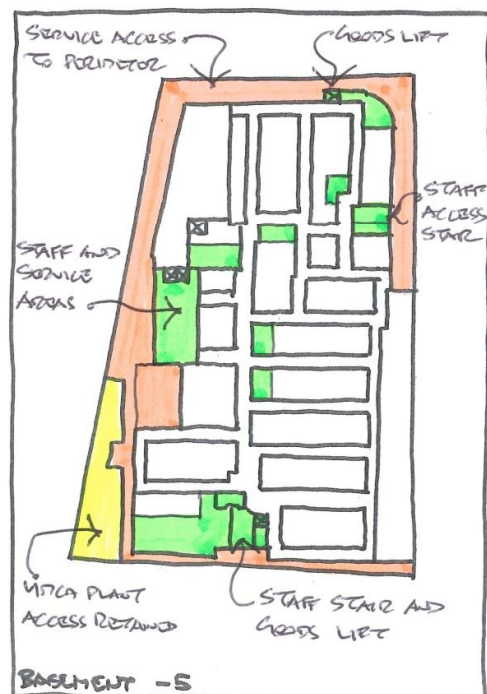 SERVICE ACCESS
TO PERIMETER
GOODS LIFT
STAFF
ACCESS
STAIR
STAFF AND
SERVICE
AREAS
PLANT
ACCESS RETAINED
STAFF STAIR AND
GOODS LIFT
BASEMENT -5